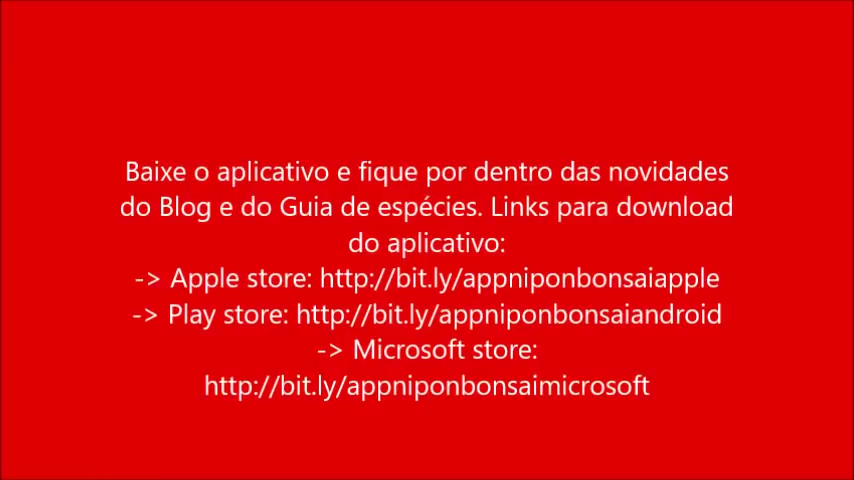 Baixe o aplicativo e fique por dentro das novidades
do Blog e do Guia de espécies. Links para download
do aplicativo:
-> Apple store: http://bit.ly/appniponbonsaiapple
-> Play store: http://bit.ly/appniponbonsaiandroid
-> Microsoft store:
http://bit.ly/appniponbonsaimicrosoft